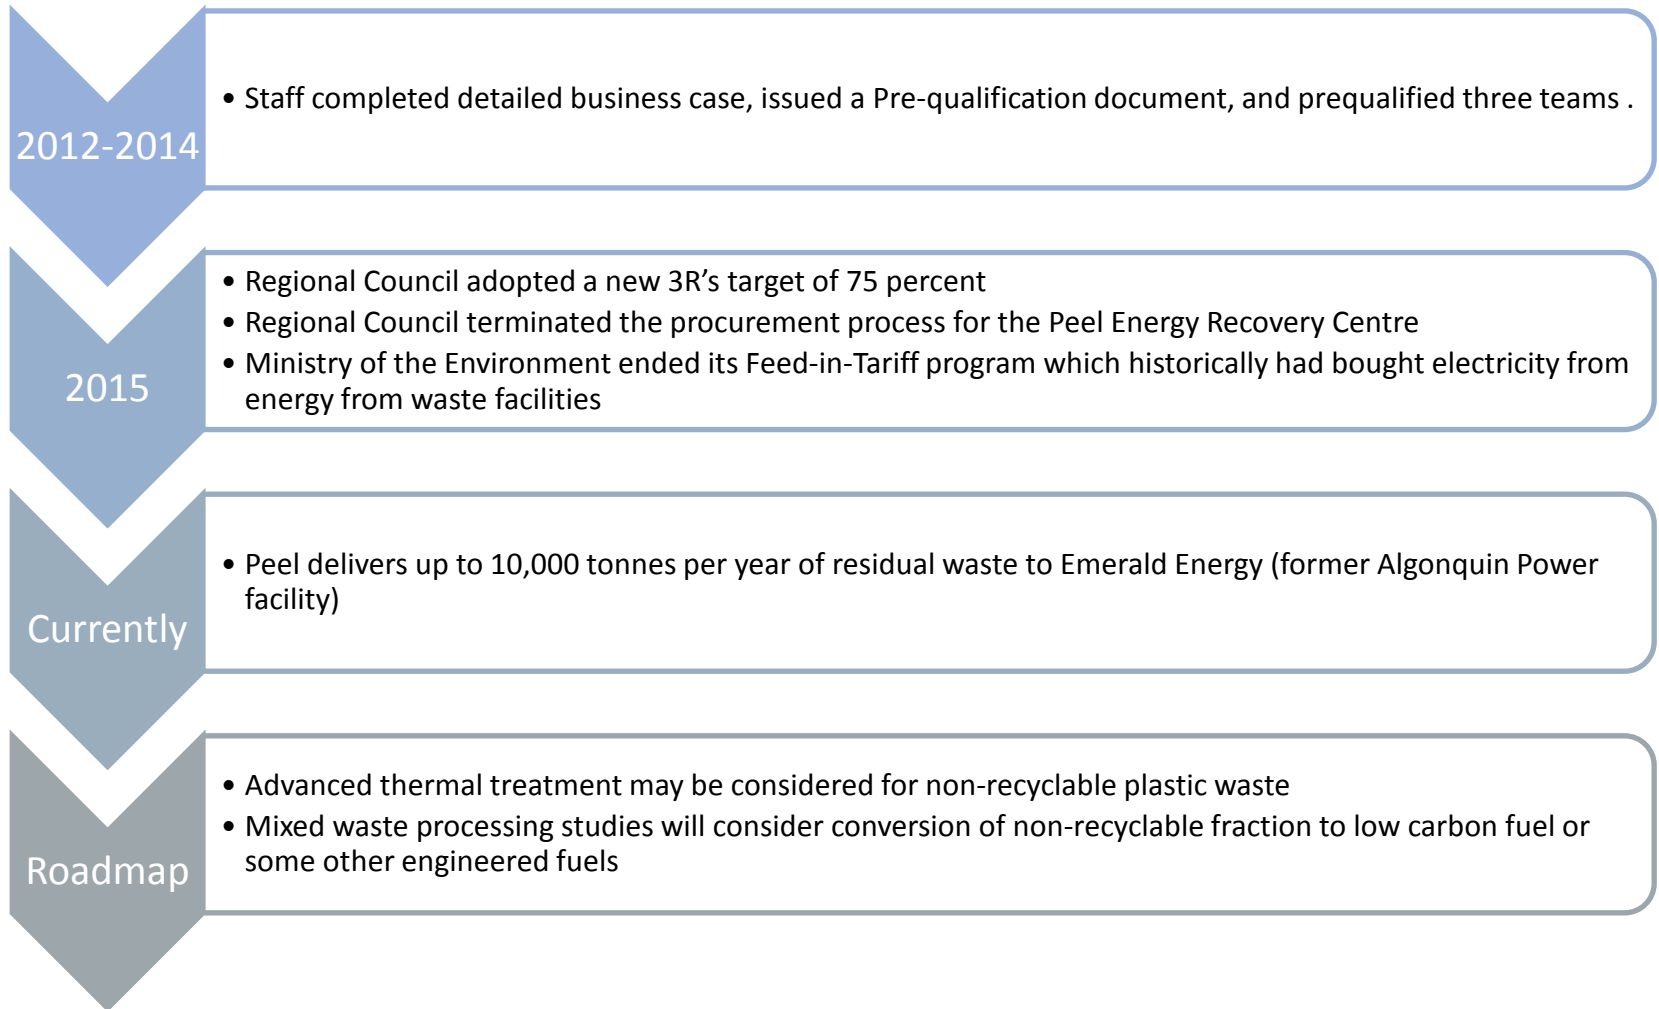 2012-2014
• Staff completed detailed business case, issued a Pre-qualification document, and prequalified three teams .
2015
• Regional Council adopted a new 3R’s target of 75 percent
• Regional Council terminated the procurement process for the Peel Energy Recovery Centre
• Ministry of the Environment ended its Feed-in-Tariff program which historically had bought electricity from
energy from waste facilities
Currently
• Peel delivers up to 10,000 tonnes per year of residual waste to Emerald Energy (former Algonquin Power
facility)
Roadmap
• Advanced thermal treatment may be considered for non-recyclable plastic waste
• Mixed waste processing studies will consider conversion of non-recyclable fraction to low carbon fuel or
some other engineered fuels